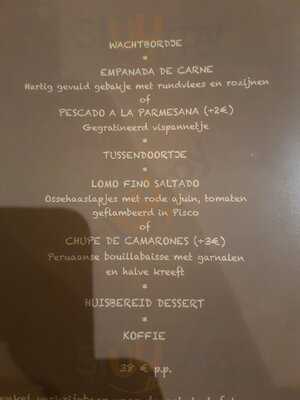 WACHTBORDJE
*
EMPANADA DE CARNE
Hartig gevuld gebakje met rundvlees en rozijnen
of
PESCADO A LA PARMESANA (+2€)
Gegratineerd vispannetje
*
TUSSENDOORTJE
*
LOMO FINO SALTADO
Ossehaaslapjes met rode ajuin, tomaten
geflambeerd in Pisco
of
CHUPE DE CAMARONES (+3€)
Peruaanse bouillabaisse met garnalen
en halve kreeft
*
HUISBEREID DESSERT
*
KOFFIE
38 € p.p.